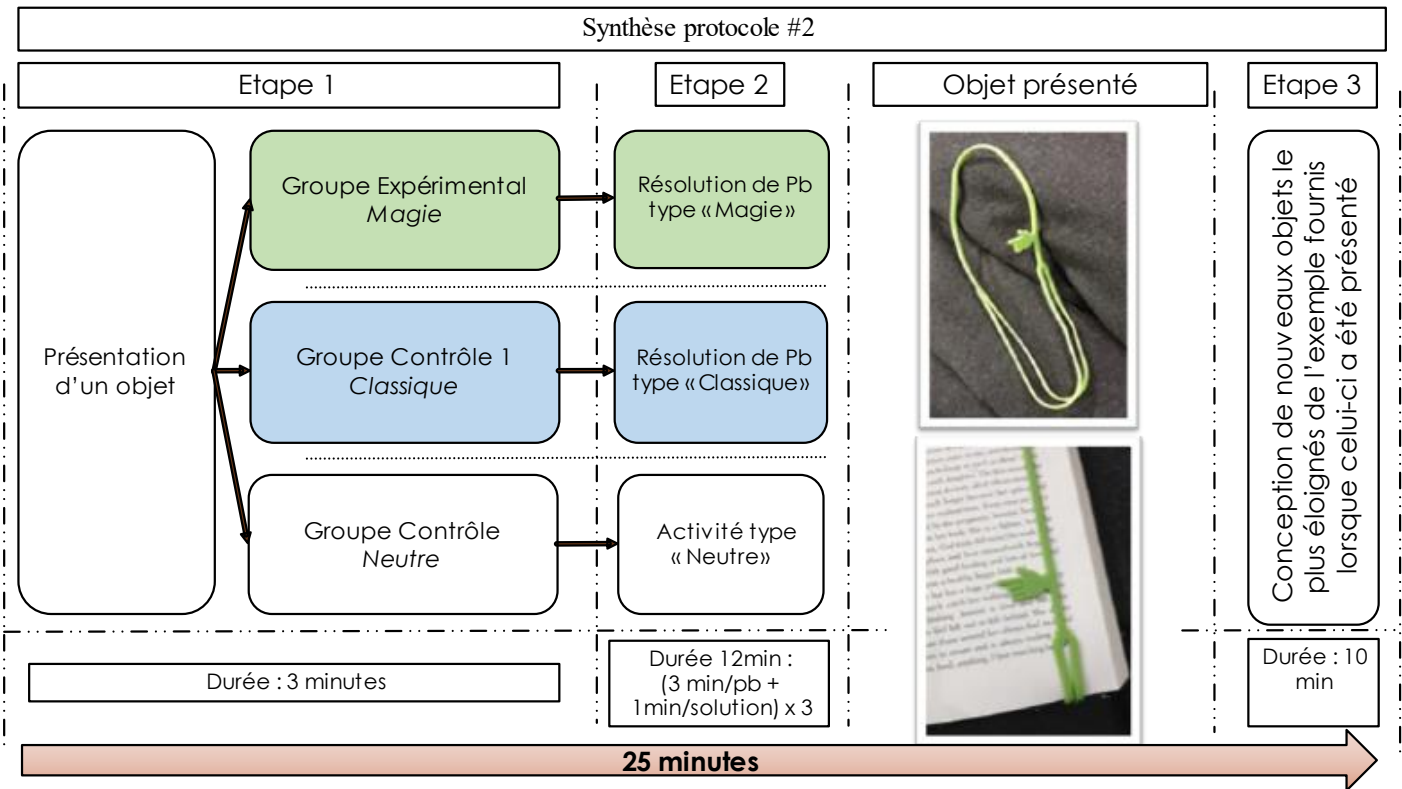 Synthèse protocole #2
Etape 1
Etape 2
Objet présenté
Etape 3
Présentation
d'un objet
Groupe Expérimental
Magie
Résolution de Pb
type «Magie»
Groupe Contrôle 1
Classique
Résolution de Pb
type «Classique»
Groupe Contrôle
Neutre
Activité type
« Neutre»
Conception de nouveaux objets le
plus éloignés de l'exemple fournis
lorsque celui-ci a été présenté
Durée : 3 minutes
Durée 12min :
(3 min/pb +
1min/solution) x 3
Durée : 10
min
25 minutes